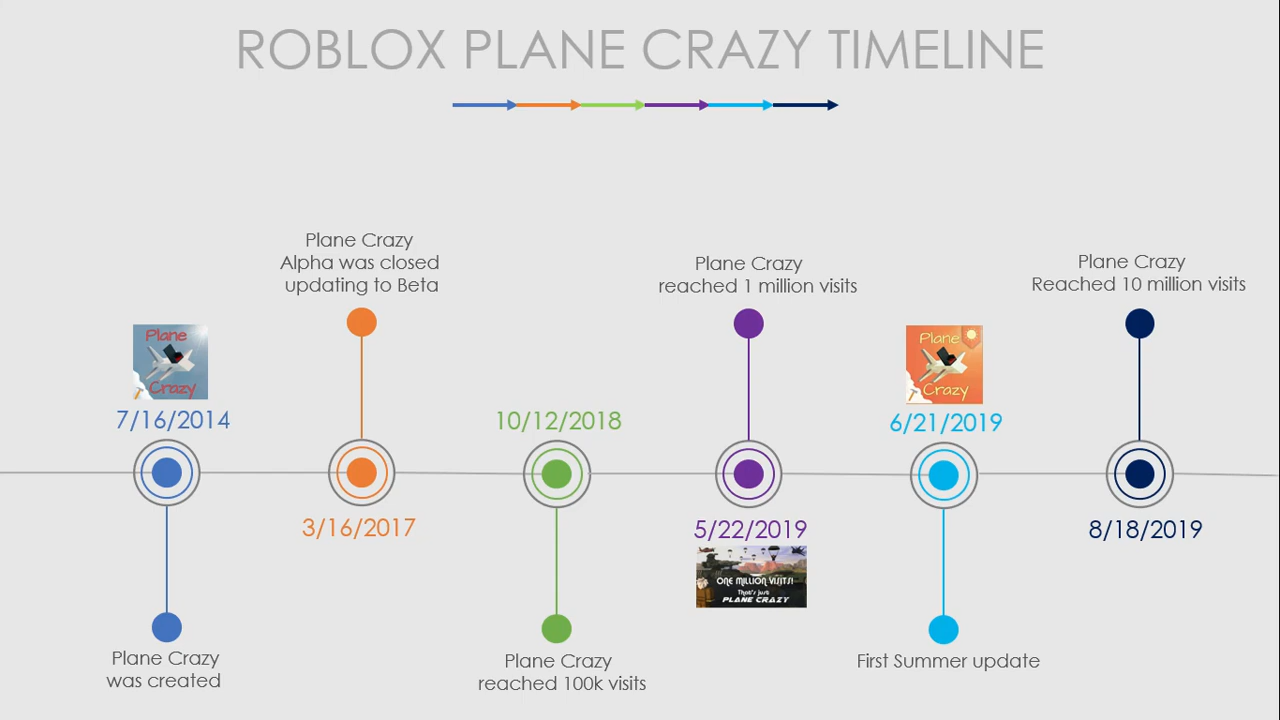 ROBLOX PLANE CRAZY TIMELINE
Plane Crazy
Alpha was closed
updating to Beta
Plane Crazy
reached 1 million visits
Plane Crazy
Reached 10 million visits
Plane
Crazy
Plane
Crazy
7/16/2014
10/12/2018
6/21/2019
3/16/2017
5/22/2019
8/18/2019
ONE MILLION VISITS!
That's just
PLANE CRAZY
Plane Crazy
was created
Plane Crazy
reached 100k visits
First Summer update